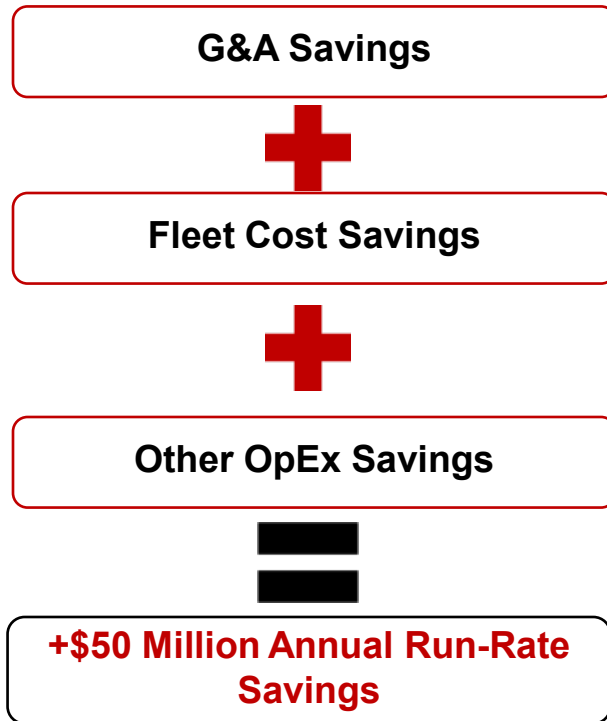 G&A Savings
Fleet Cost Savings
Other OpEx Savings
+$50 Million Annual Run-Rate
Savings